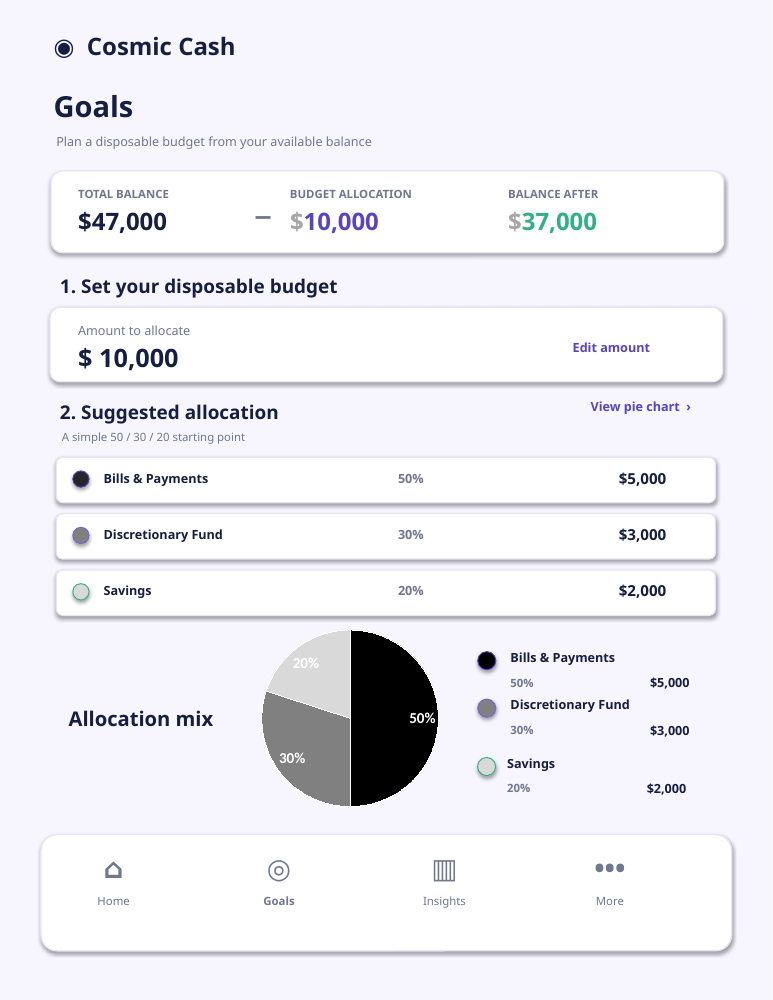 ◉ Cosmic Cash
Goals
Plan a disposable budget from your available balance
TOTAL BALANCE BUDGET ALLOCATION BALANCE AFTER
$47,000 – $10,000 $37,000
1. Set your disposable budget
Amount to allocate
$ 10,000
Edit amount
2. Suggested allocation
View pie chart ›
A simple 50 / 30 / 20 starting point
Bills & Payments 50% $5,000
Discretionary Fund 30% $3,000
Savings 20% $2,000
Allocation mix
20%
50%
30%
Bills & Payments
50% $5,000
Discretionary Fund
30% $3,000
Savings
20% $2,000
Home Goals Insights More